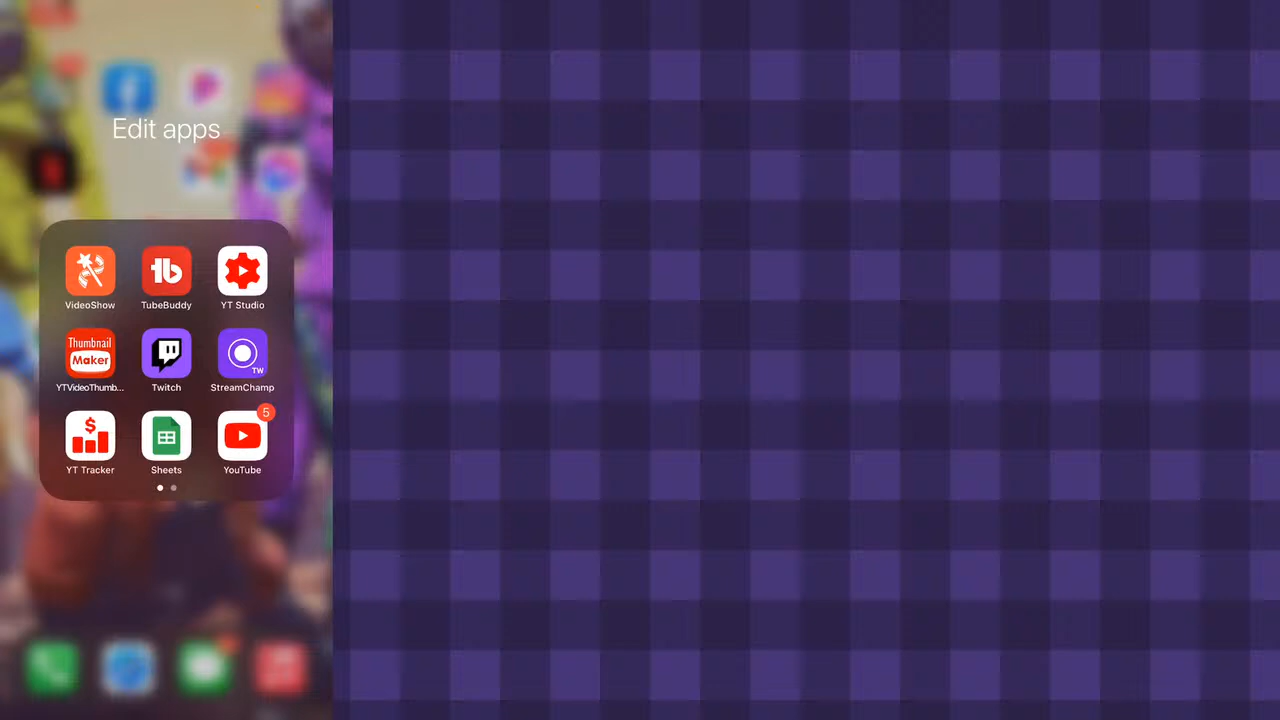 Edit apps
VideoShow
TubeBuddy
YT Studio
Thumbnail
Maker
TW
YTVideoThumb...
Twitch
StreamChamp
5
YT Tracker
Sheets
YouTube